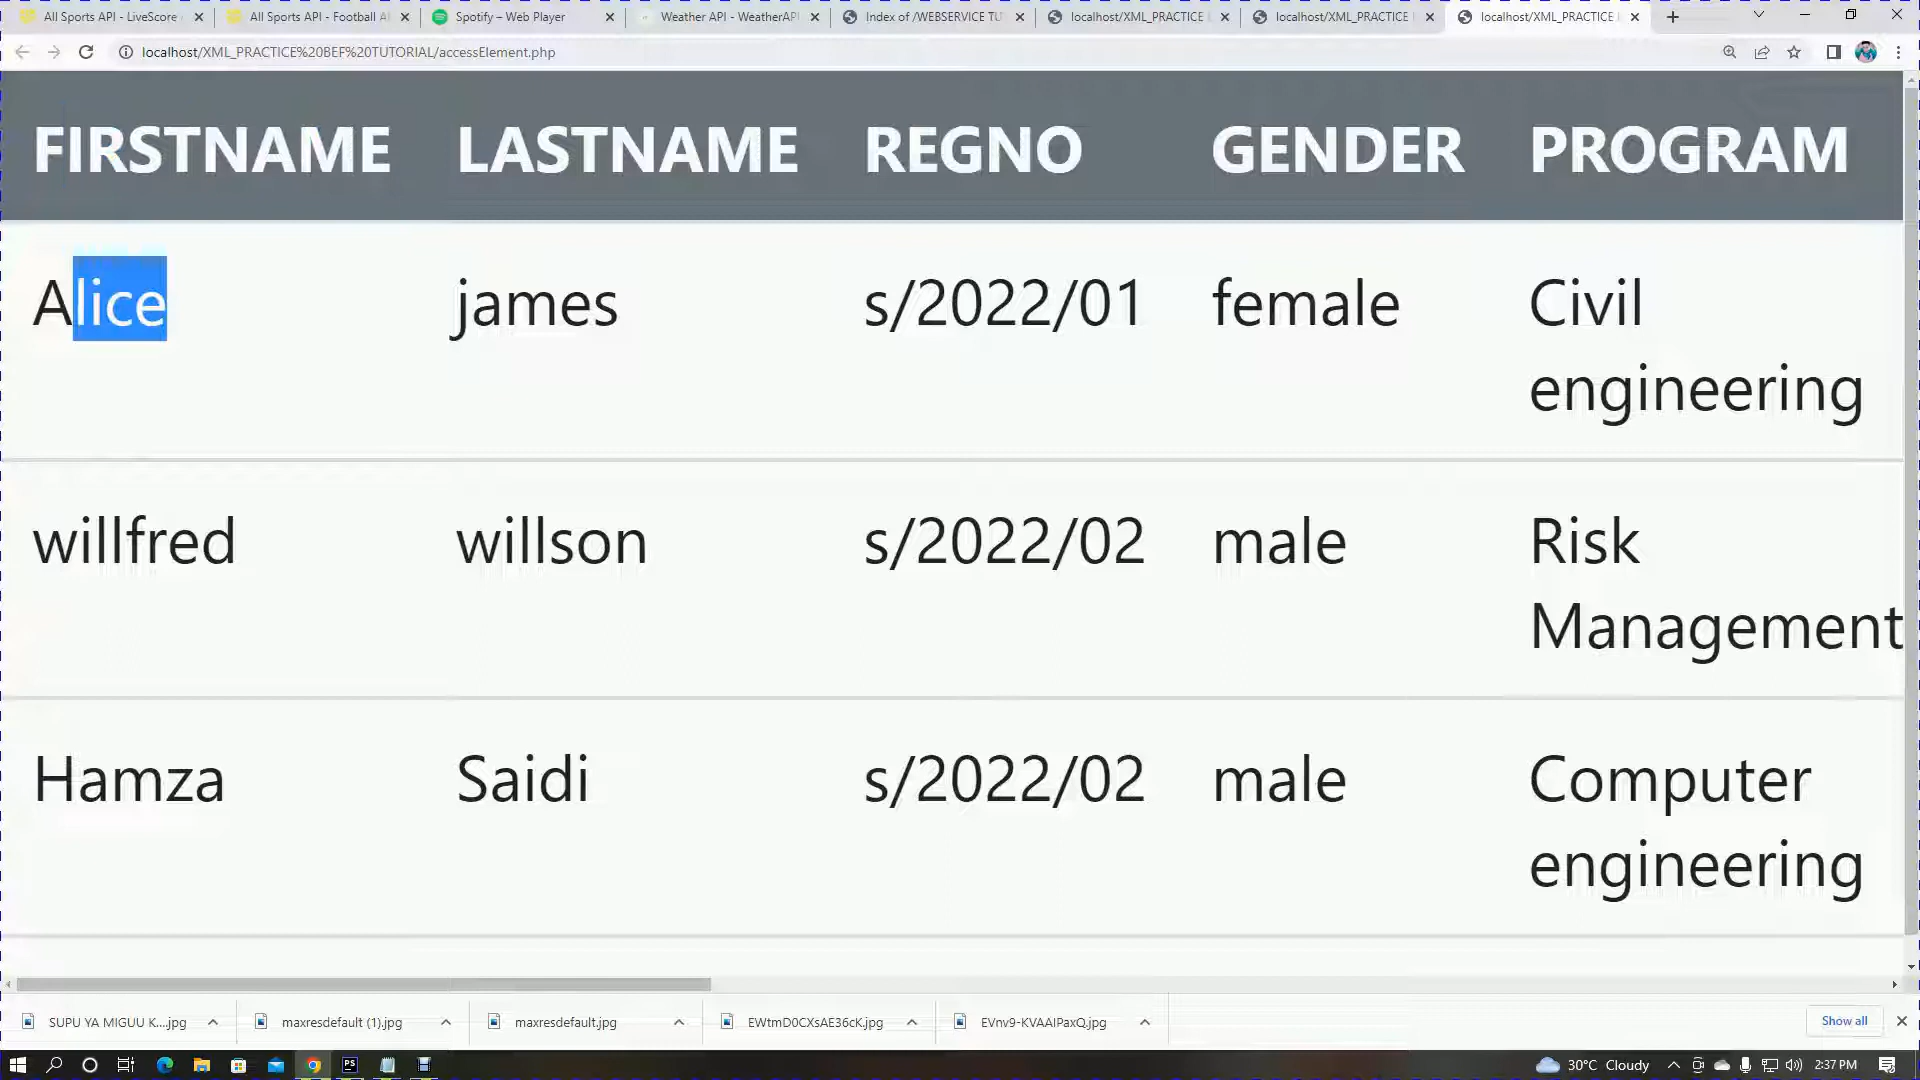 All Sports API - LiveScore
All Sports API - Football A
Spotify – Web Player
Weather API - WeatherAPI
Index of /WEBSERVICE TU
localhost/XML_PRACTICE
localhost/XML_PRACTICE
localhost/XML_PRACTICE
localhost/XML_PRACTICE%20BEF%20TUTORIAL/accessElement.php
FIRSTNAME LASTNAME REGNO GENDER PROGRAM
Alice james s/2022/01 female Civil
engineering
willfred willson s/2022/02 male Risk
Management
Hamza Saidi s/2022/02 male Computer
engineering
SUPU YA MIGUU K....jpg
maxresdefault (1).jpg
maxresdefault.jpg
EWtmD0CXsAE36cK.jpg
EVnv9-KVAAIPaxQ.jpg
Show all
PS
30°C Cloudy
2:37 PM